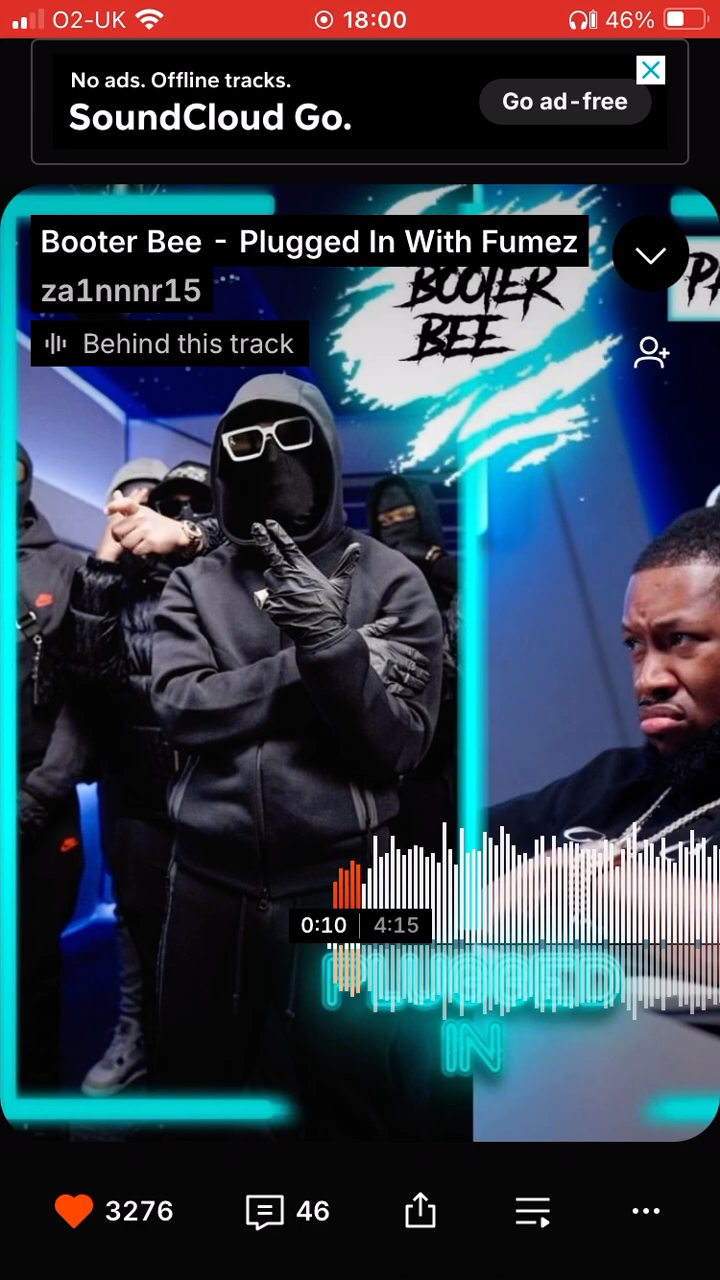 O2-UK 18:00 46%
No ads. Offline tracks.
SoundCloud Go.
Go ad-free
Booter Bee - Plugged In With Fumez
za1nnnr15
Behind this track
BOOTER
BEE
PA
0:10 4:15
PLUGGED
IN
3276 46